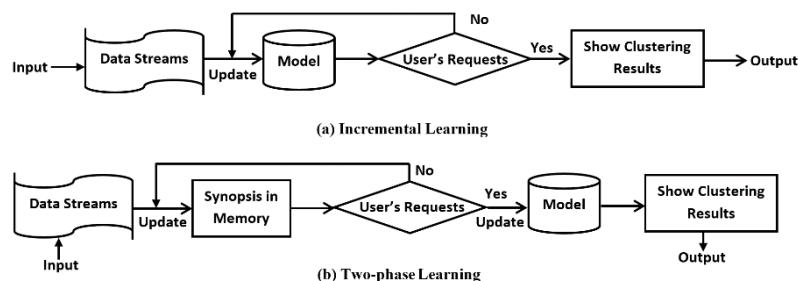 No
Input
Data Streams
Update
Model
User's Requests
Yes
Show Clustering
Results
Output
(a) Incremental Learning
No
Data Streams
Update
Synopsis in
Memory
User's Requests
Yes
Update
Model
Show Clustering
Results
Input
Output
(b) Two-phase Learning